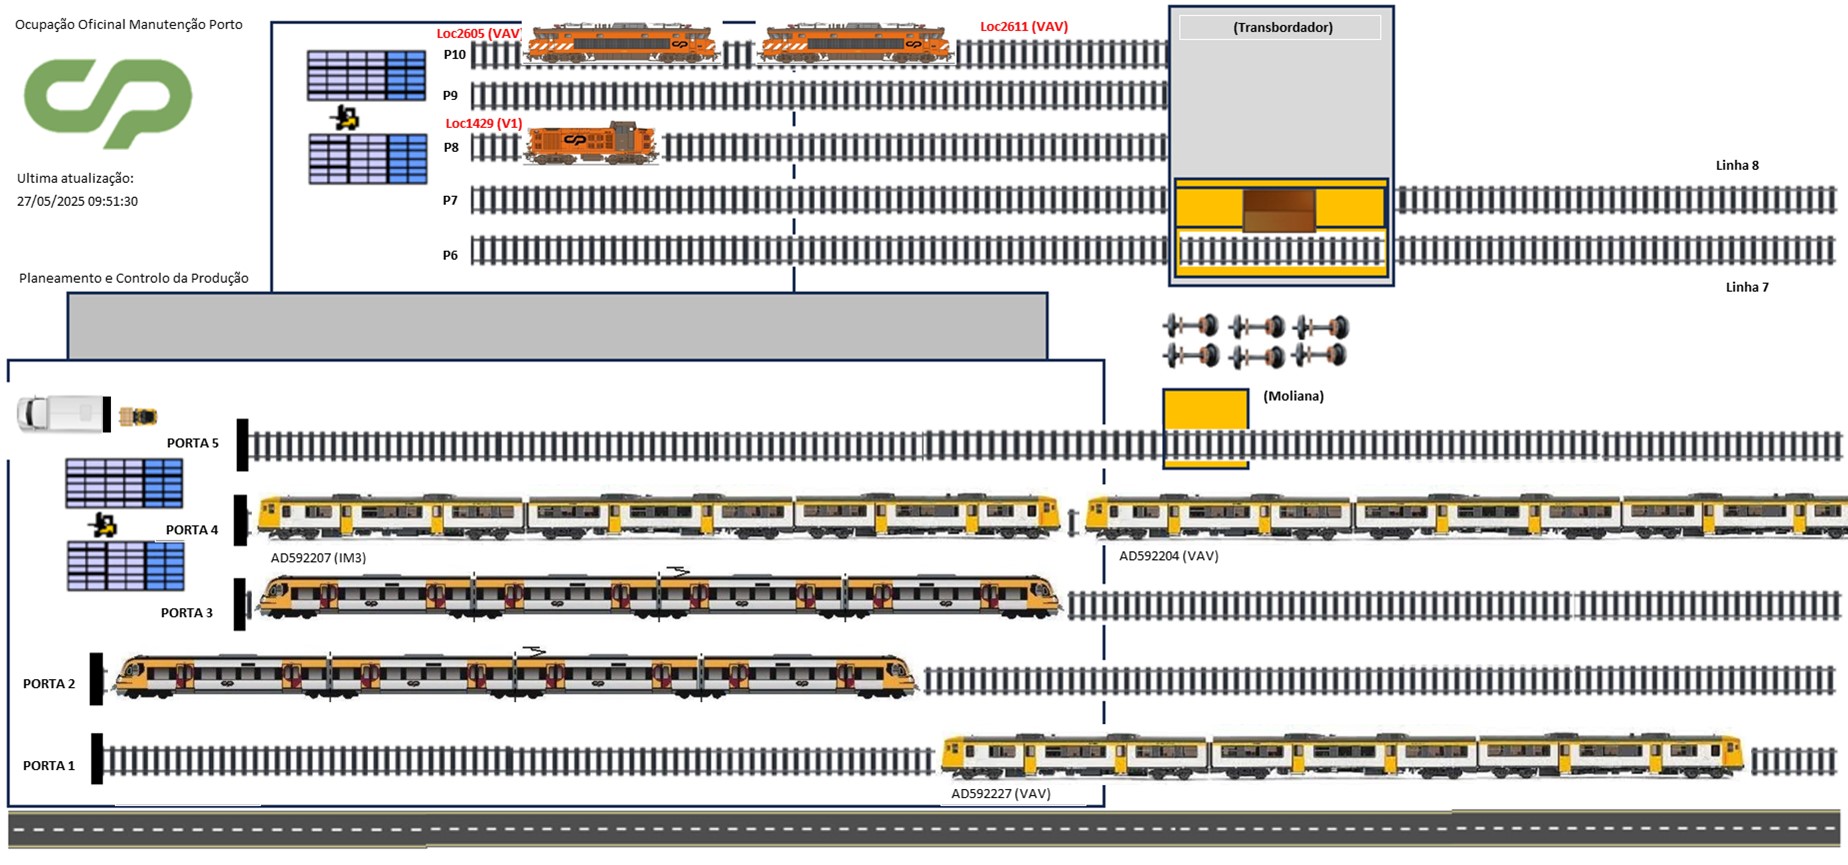 Ocupação Oficinal Manutenção Porto
Loc2605 (VAV)
Loc2611 (VAV)
(Transbordador)
P10
P9
Loc1429 (V1)
P8
Ultima atualização:
27/05/2025 09:51:30
Linha 8
P7
P6
Planeamento e Controlo da Produção
Linha 7
(Moliana)
PORTA 5
PORTA 4
AD592207 (IM3)
AD592204 (VAV)
PORTA 3
PORTA 2
PORTA 1
AD592227 (VAV)